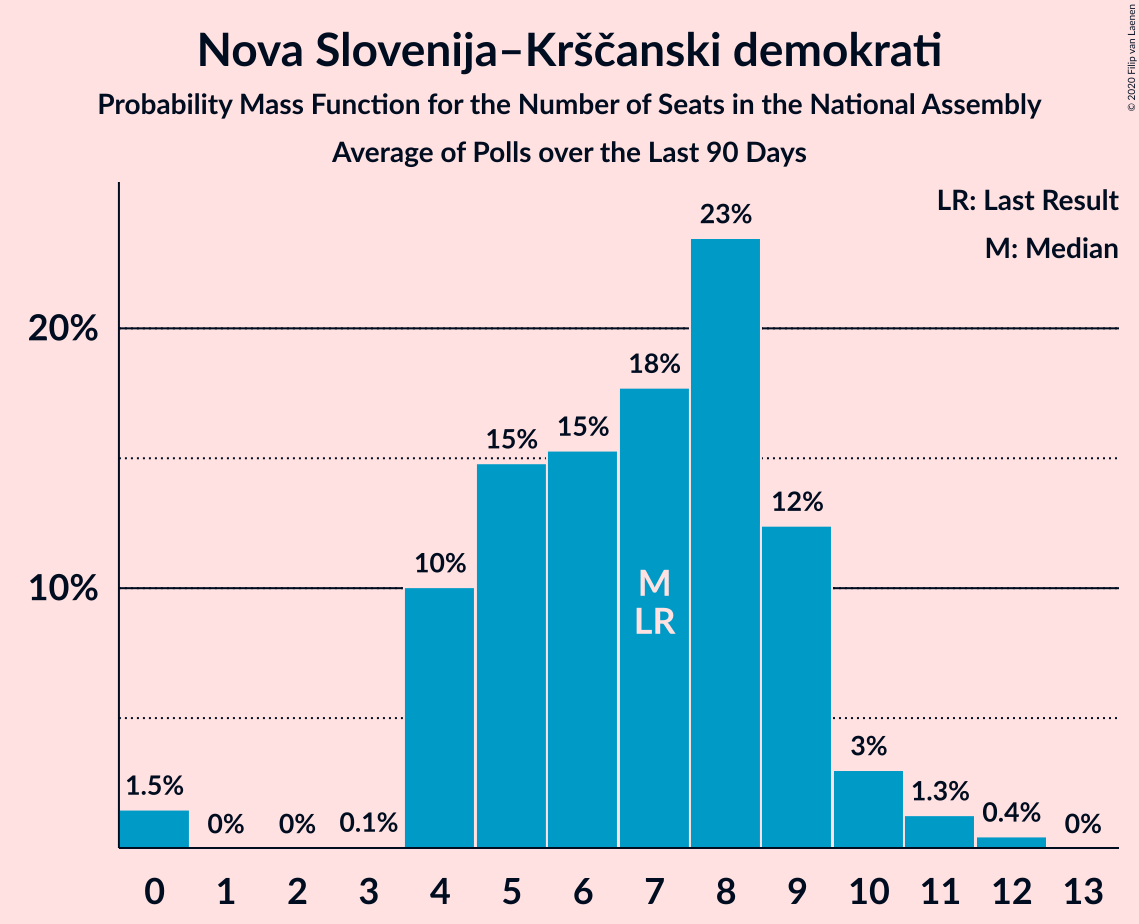 Nova Slovenija–Krščanski demokrati
Probability Mass Function for the Number of Seats in the National Assembly
Average of Polls over the Last 90 Days
© 2020 Filip van Laenen
LR: Last Result
M: Median
20%
10%
1.5%
0%
0%
0.1%
10%
15%
15%
18%
23%
12%
3%
1.3%
0.4%
0%
M
LR
0 1 2 3 4 5 6 7 8 9 10 11 12 13